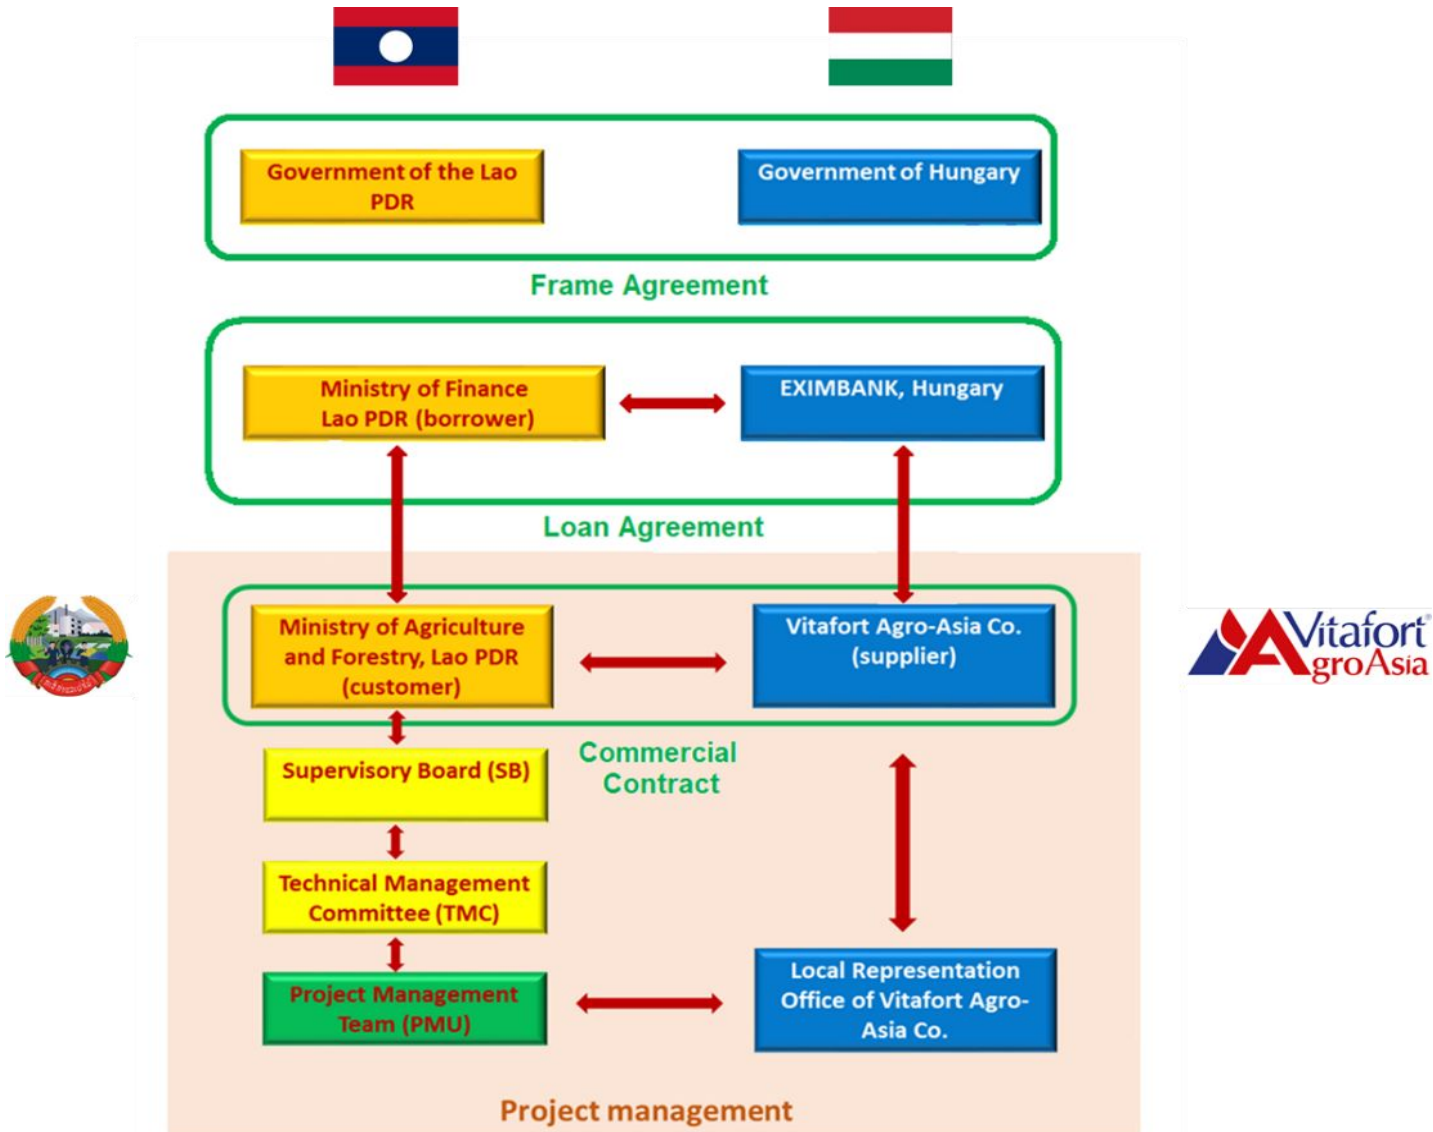 Government of the Lao
PDR
Government of Hungary
Frame Agreement
Ministry of Finance
Lao PDR (borrower)
EXIMBANK, Hungary
Loan Agreement
Ministry of Agriculture
and Forestry, Lao PDR
(customer)
Vitafort Agro-Asia Co.
(supplier)
Vitafort®
AgroAsia
Commercial
Contract
Supervisory Board (SB)
Technical Management
Committee (TMC)
Project Management
Team (PMU)
Local Representation
Office of Vitafort Agro-
Asia Co.
Project management